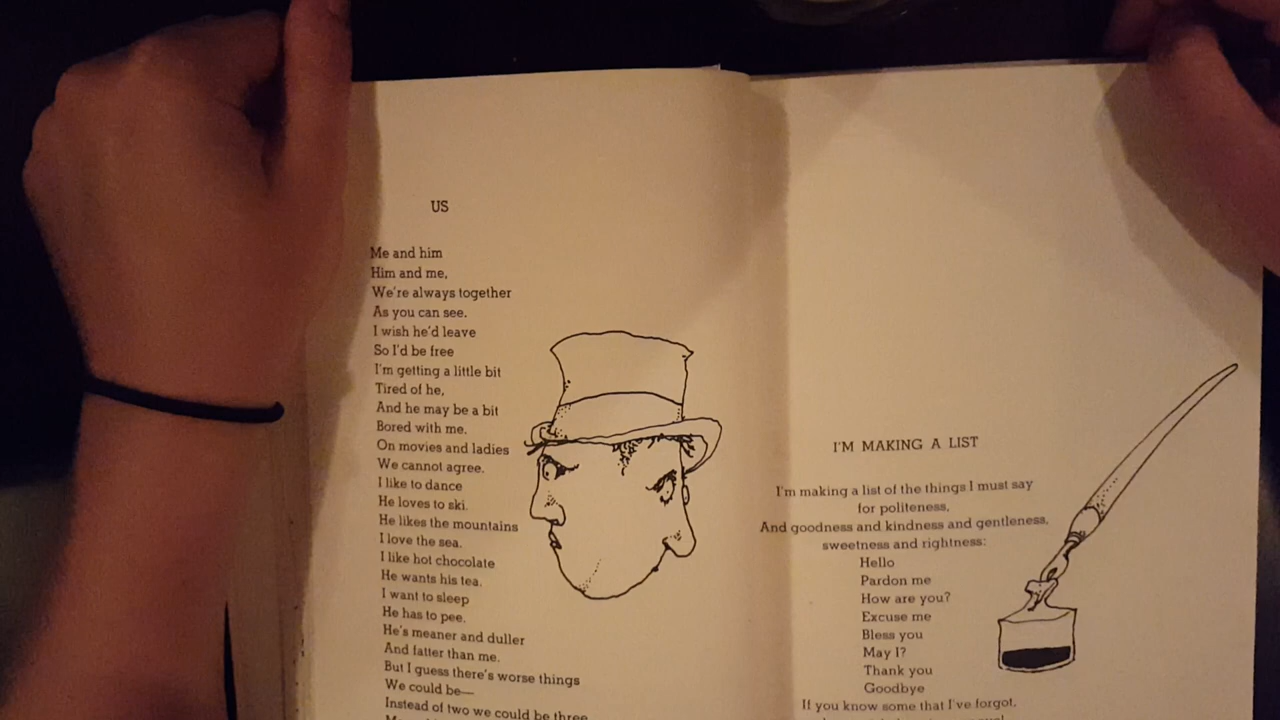 US
Me and him
Him and me,
We're always together
As you can see.
I wish he'd leave
So I'd be free
I'm getting a little bit
Tired of he,
And he may be a bit
Bored with me.
On movies and ladies
We cannot agree.
I like to dance
He loves to ski.
He likes the mountains
I love the sea.
I like hot chocolate
He wants his tea.
I want to sleep
He has to pee.
He's meaner and duller
And fatter than me.
But I guess there's worse things
We could be—
Instead of two we could be three
I'M MAKING A LIST
I'm making a list of the things I must say
for politeness,
And goodness and kindness and gentleness,
sweetness and rightness:
Hello
Pardon me
How are you?
Excuse me
Bless you
May I?
Thank you
Goodbye
If you know some that I've forgot,